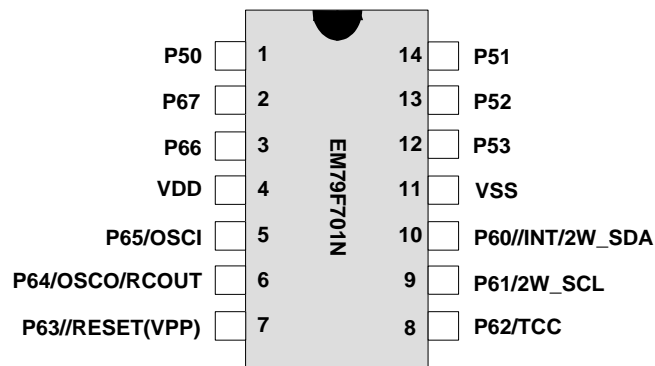 P50 1 14 P51
P67 2 13 P52
P66 3 12 P53
VDD 4 11 VSS
P65/OSCI 5 10 P60//INT/2W_SDA
P64/OSCO/RCOUT 6 9 P61/2W_SCL
P63//RESET(VPP) 7 8 P62/TCC
EM79F701N